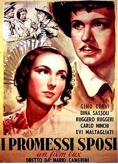 GINO CERVI
DINA SASSOLI
RUGGERO RUGGERI
CARLO NINCHI
EVI MALTAGLIATI
I PROMESSI SPOSI
un film Lux
DIRETTO DA MARIO CAMERINI